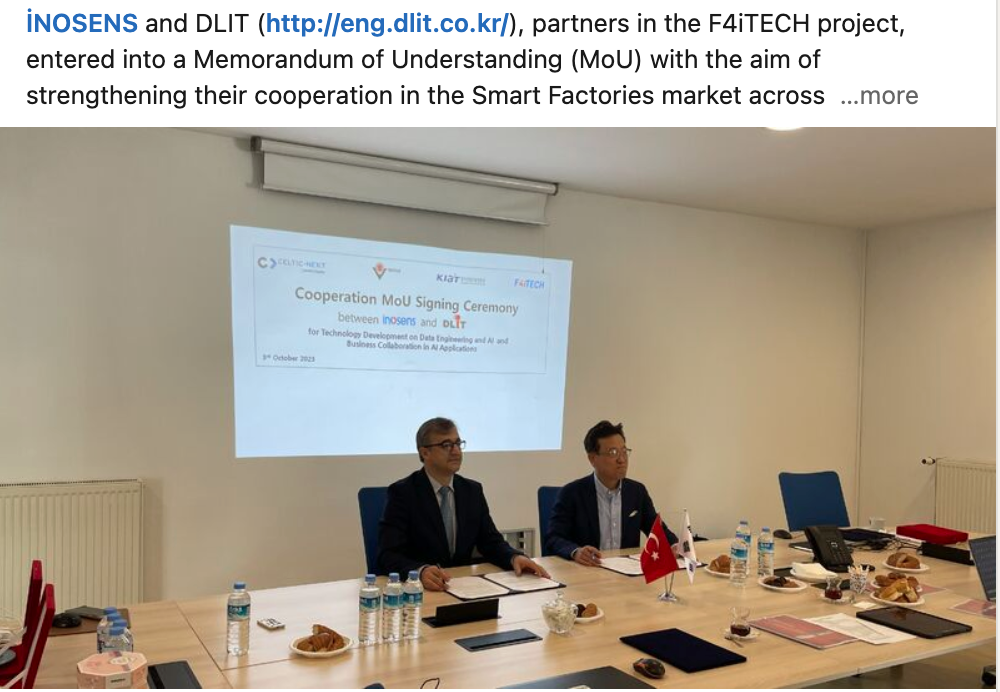 İNOSENS and DLIT (http://eng.dlit.co.kr/), partners in the F4iTECH project,
entered into a Memorandum of Understanding (MoU) with the aim of
strengthening their cooperation in the Smart Factories market across ...more
CELTIC-NEXT
KIAT
F4iTECH
Cooperation MoU Signing Ceremony
between inosens and DLIT
for Technology Development on Data Engineering and AI and
Business Collaboration in AI Applications
October 2023